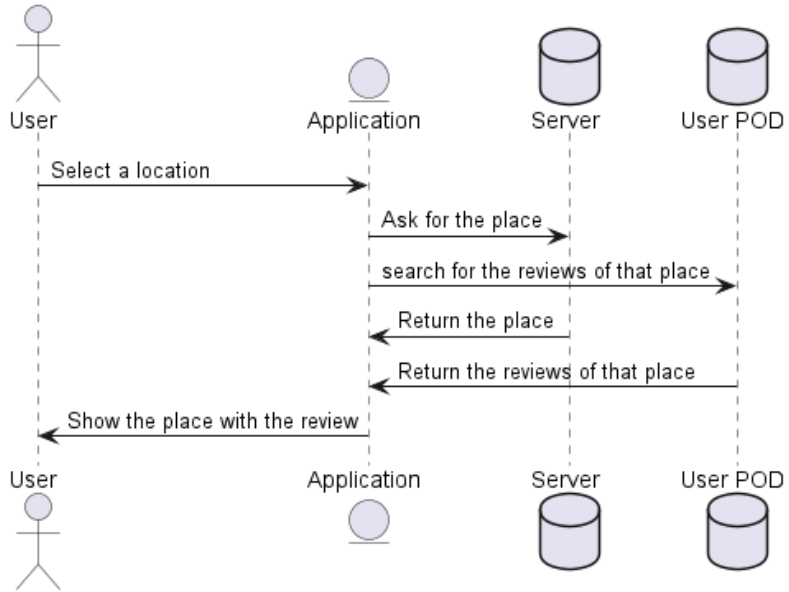 User
Application
Server
User POD
Select a location
Ask for the place
search for the reviews of that place
Return the place
Return the reviews of that place
Show the place with the review
User
Application
Server
User POD